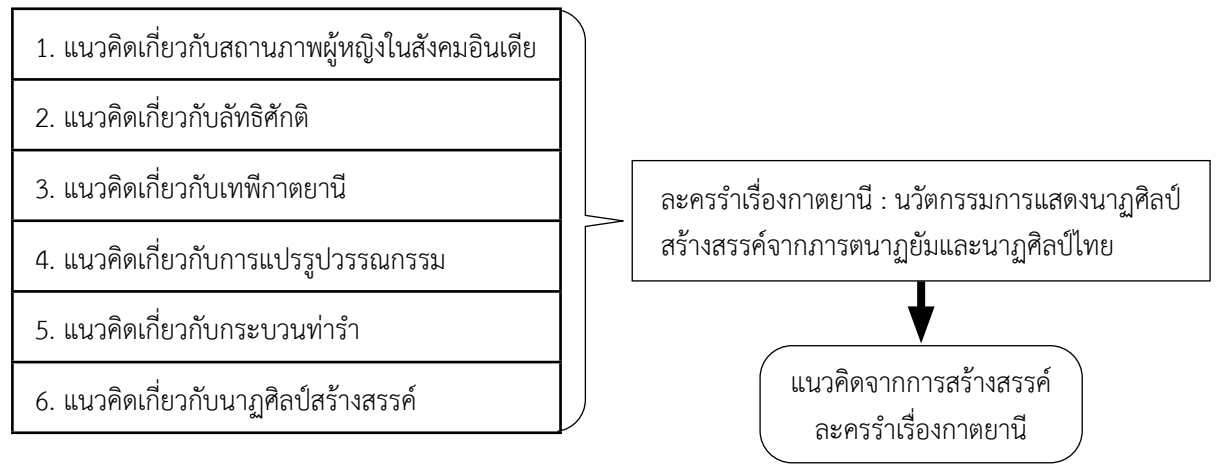 1. แนวคิดเกี่ยวกับสถานภาพผู้หญิงในสังคมอินเดีย
2. แนวคิดเกี่ยวกับลัทธิศักติ
3. แนวคิดเกี่ยวกับเทพีกาตยานี
4. แนวคิดเกี่ยวกับการแปรรูปวรรณกรรม
5. แนวคิดเกี่ยวกับกระบวนท่ารำ
6. แนวคิดเกี่ยวกับนาฏศิลป์สร้างสรรค์
ละครรำเรื่องกาตยานี : นวัตกรรมการแสดงนาฏศิลป์
สร้างสรรค์จากภารตนาฏยัมและนาฏศิลป์ไทย
แนวคิดจากการสร้างสรรค์
ละครรำเรื่องกาตยานี